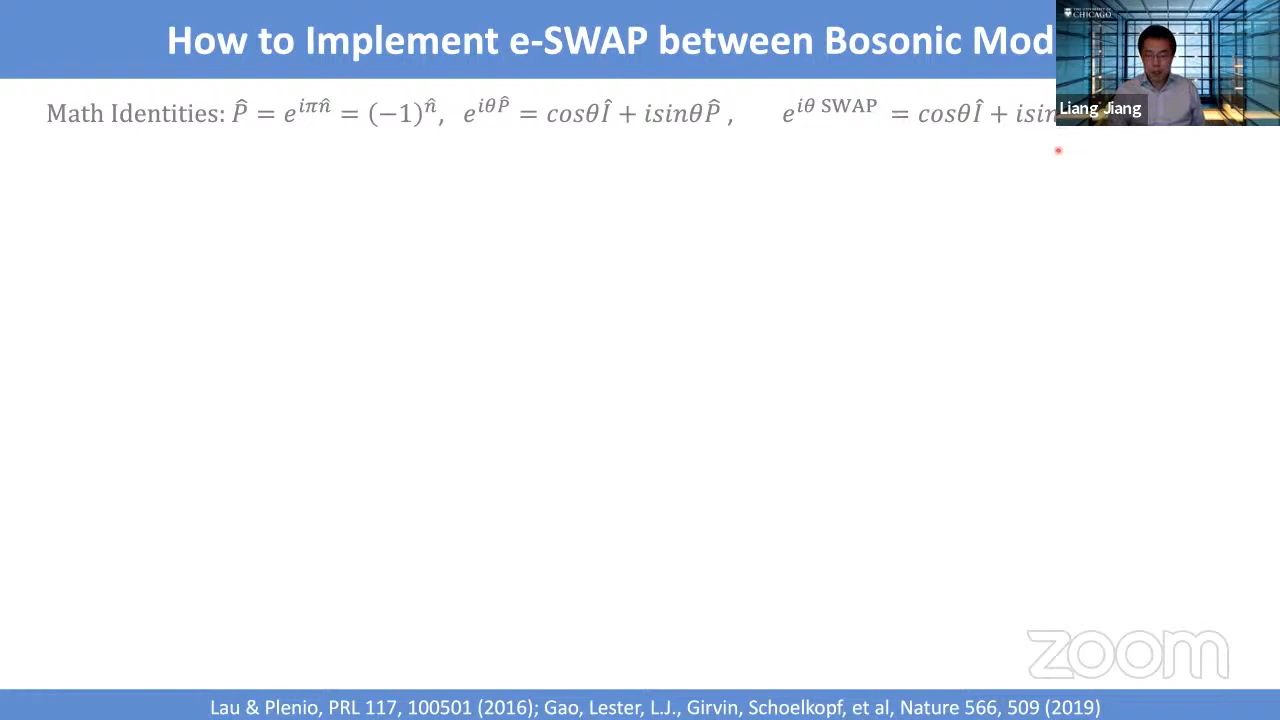 How to Implement e-SWAP between Bosonic Mod
THE UNIVERSITY OF
CHICAGO
Liang Jiang
Math Identities: P̂ = e^{iπn̂} = (−1)^{n̂}, e^{iθP̂} = cosθÎ + isinθP̂ , e^{iθ SWAP} = cosθÎ + isin
zoom
Lau & Plenio, PRL 117, 100501 (2016); Gao, Lester, L.J., Girvin, Schoelkopf, et al, Nature 566, 509 (2019)